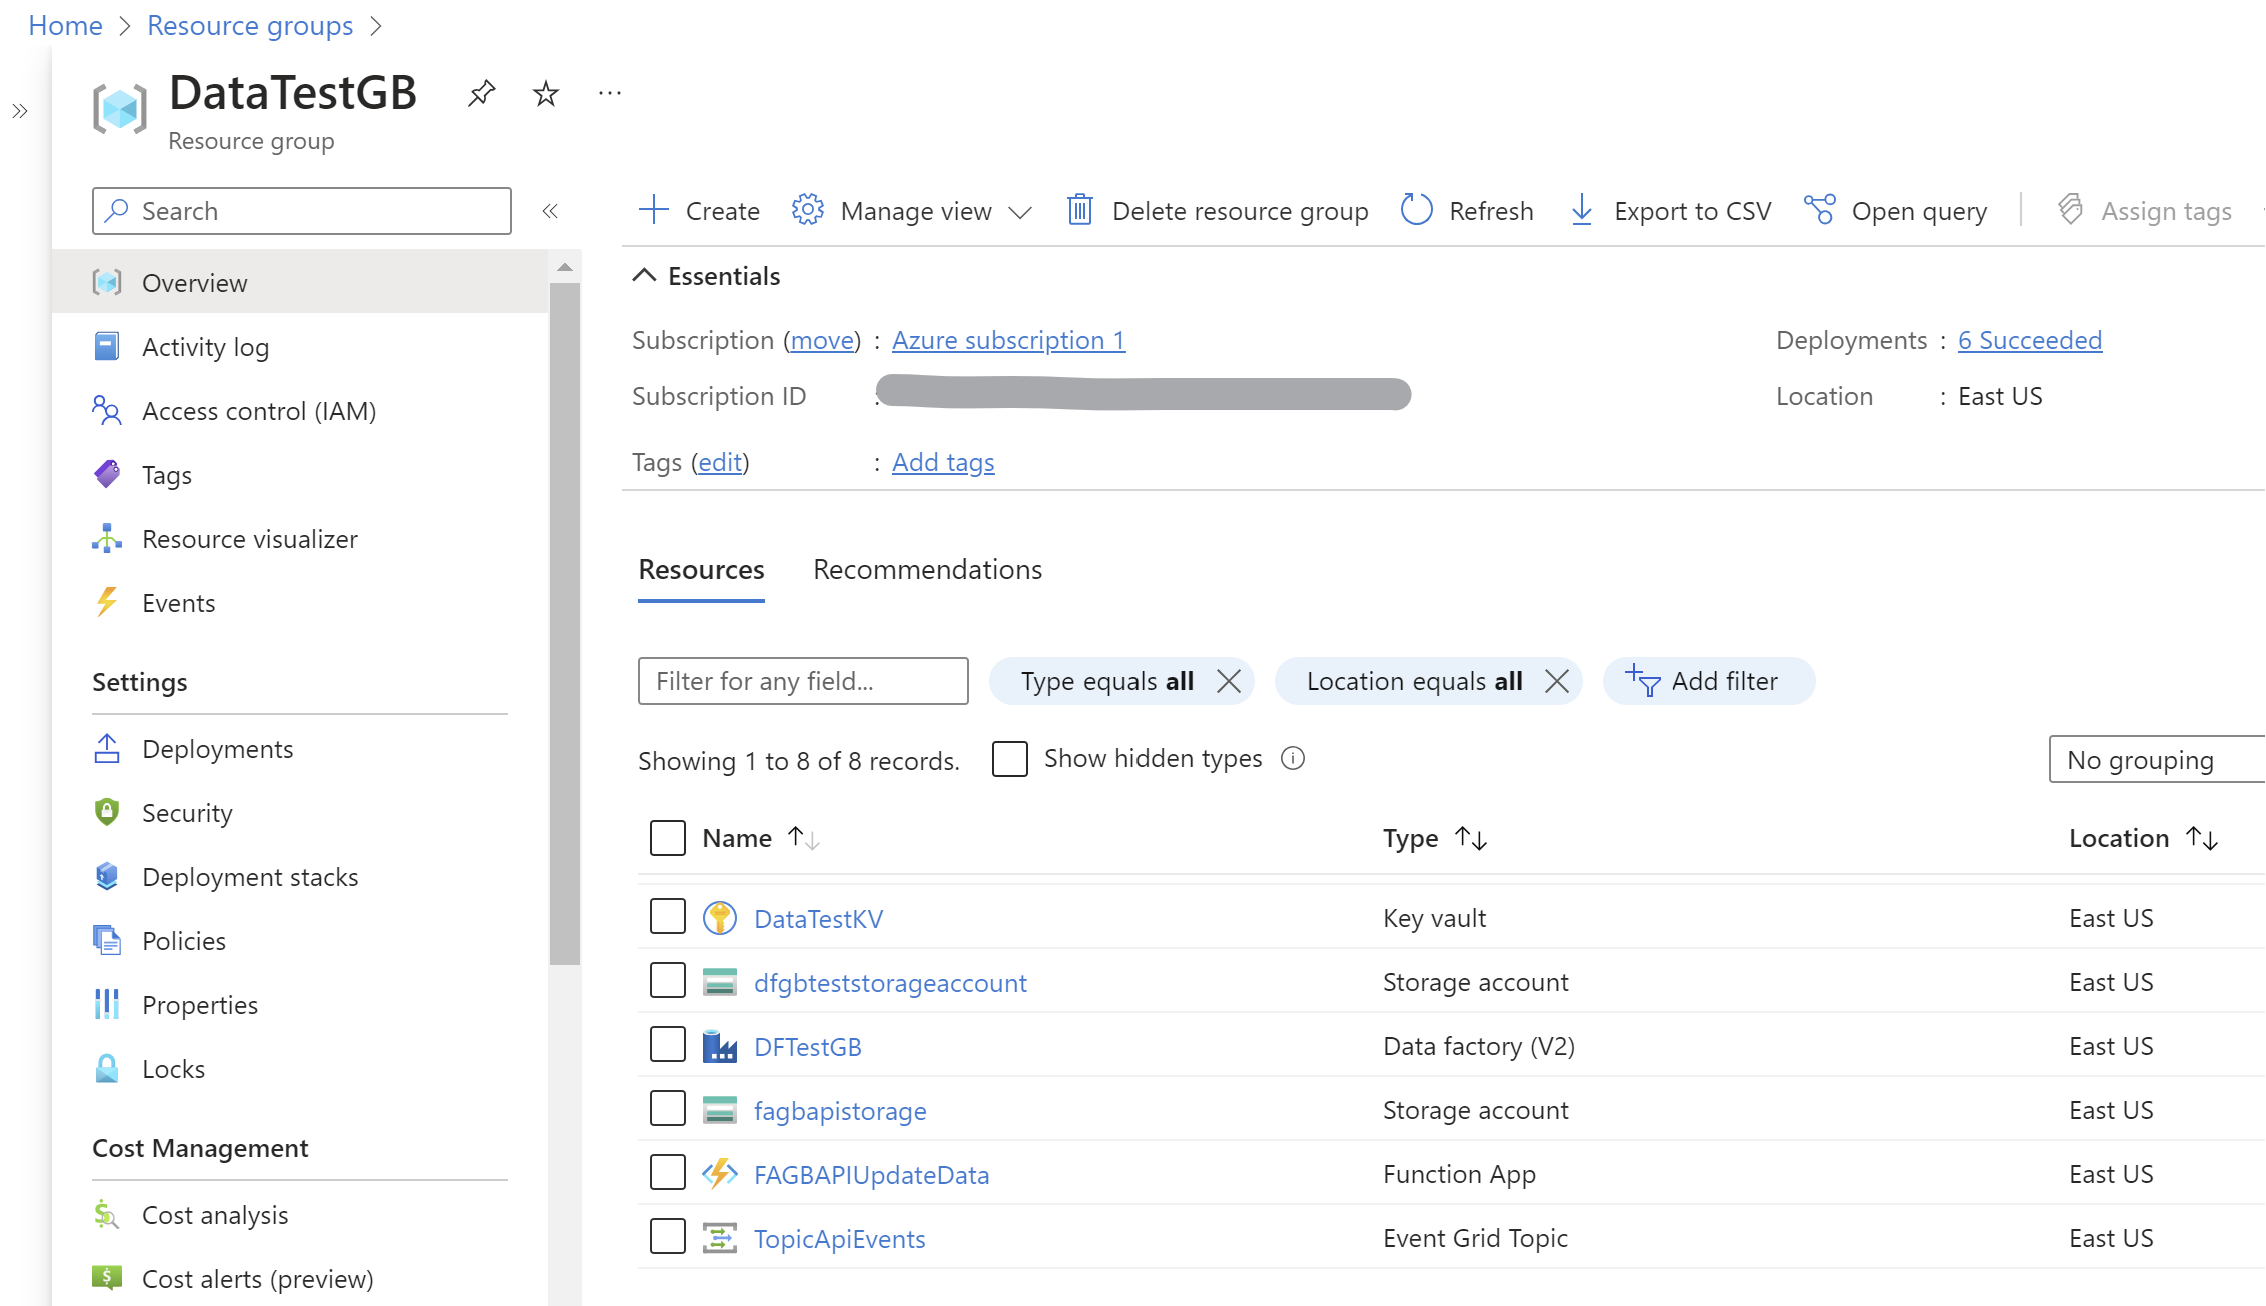 Home > Resource groups >
DataTestGB
Resource group
Search
Overview
Activity log
Access control (IAM)
Tags
Resource visualizer
Events
Settings
Deployments
Security
Deployment stacks
Policies
Properties
Locks
Cost Management
Cost analysis
Cost alerts (preview)
Create Manage view Delete resource group Refresh Export to CSV Open query Assign tags
Essentials
Subscription (move) : Azure subscription 1 Deployments : 6 Succeeded
Subscription ID : Location : East US
Tags (edit) : Add tags
Resources Recommendations
Filter for any field... Type equals all Location equals all Add filter
Showing 1 to 8 of 8 records. Show hidden types No grouping
Name Type Location
DataTestKV Key vault East US
dfgbteststorageaccount Storage account East US
DFTestGB Data factory (V2) East US
fagbapistorage Storage account East US
FAGBAPIUpdateData Function App East US
TopicApiEvents Event Grid Topic East US